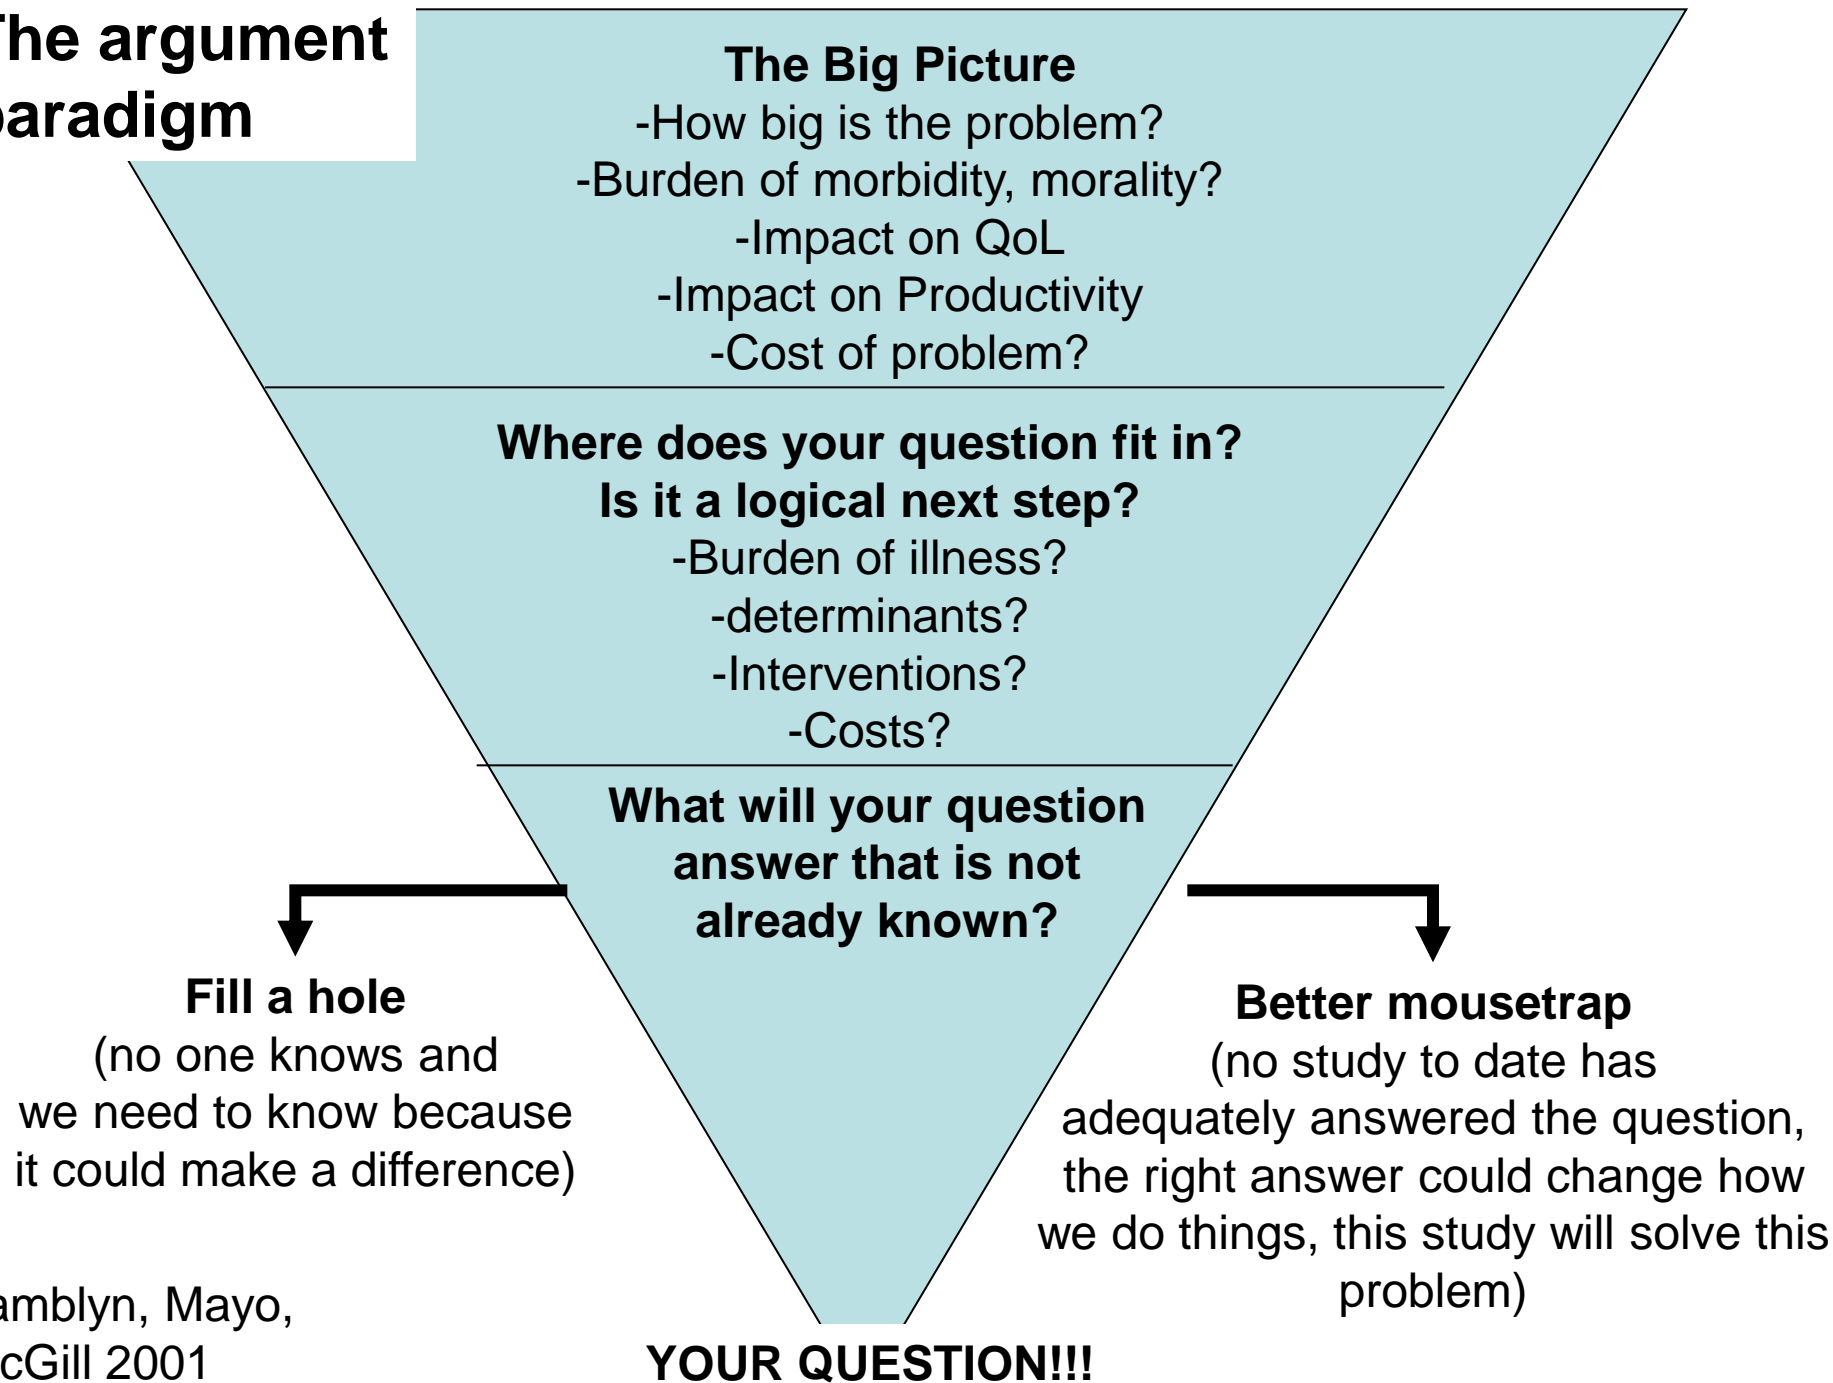 The argument
paradigm
The Big Picture
-How big is the problem?
-Burden of morbidity, morality?
-Impact on QoL
-Impact on Productivity
-Cost of problem?
Where does your question fit in?
Is it a logical next step?
-Burden of illness?
-determinants?
-Interventions?
-Costs?
What will your question
answer that is not
already known?
Fill a hole
(no one knows and
we need to know because
it could make a difference)
Better mousetrap
(no study to date has
adequately answered the question,
the right answer could change how
we do things, this study will solve this
problem)
amblyn, Mayo,
cGill 2001
YOUR QUESTION!!!